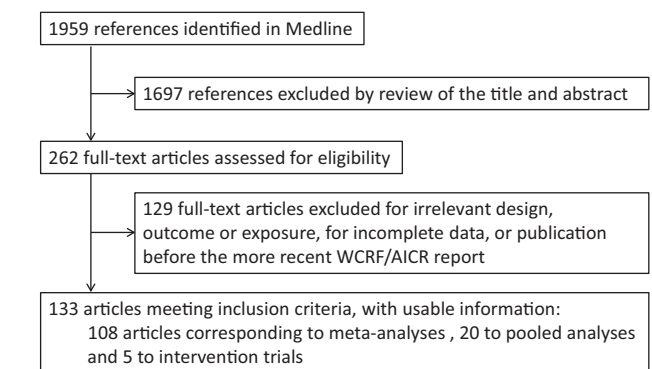 1959 references identified in Medline
1697 references excluded by review of the title and abstract
262 full-text articles assessed for eligibility
129 full-text articles excluded for irrelevant design,
outcome or exposure, for incomplete data, or publication
before the more recent WCRF/AICR report
133 articles meeting inclusion criteria, with usable information:
108 articles corresponding to meta-analyses , 20 to pooled analyses
and 5 to intervention trials